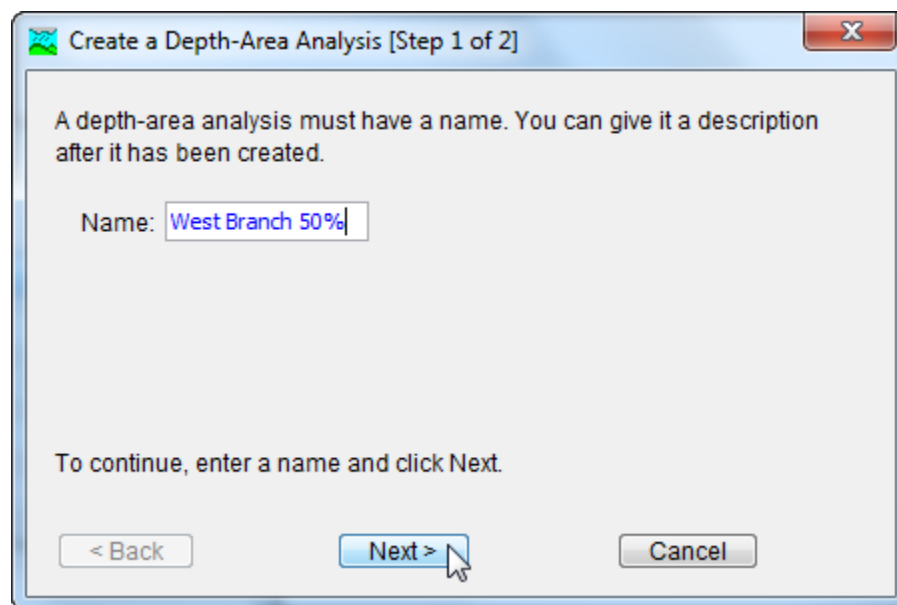 Create a Depth-Area Analysis [Step 1 of 2]
A depth-area analysis must have a name. You can give it a description
after it has been created.
Name: West Branch 50%
To continue, enter a name and click Next.
< Back Next > Cancel